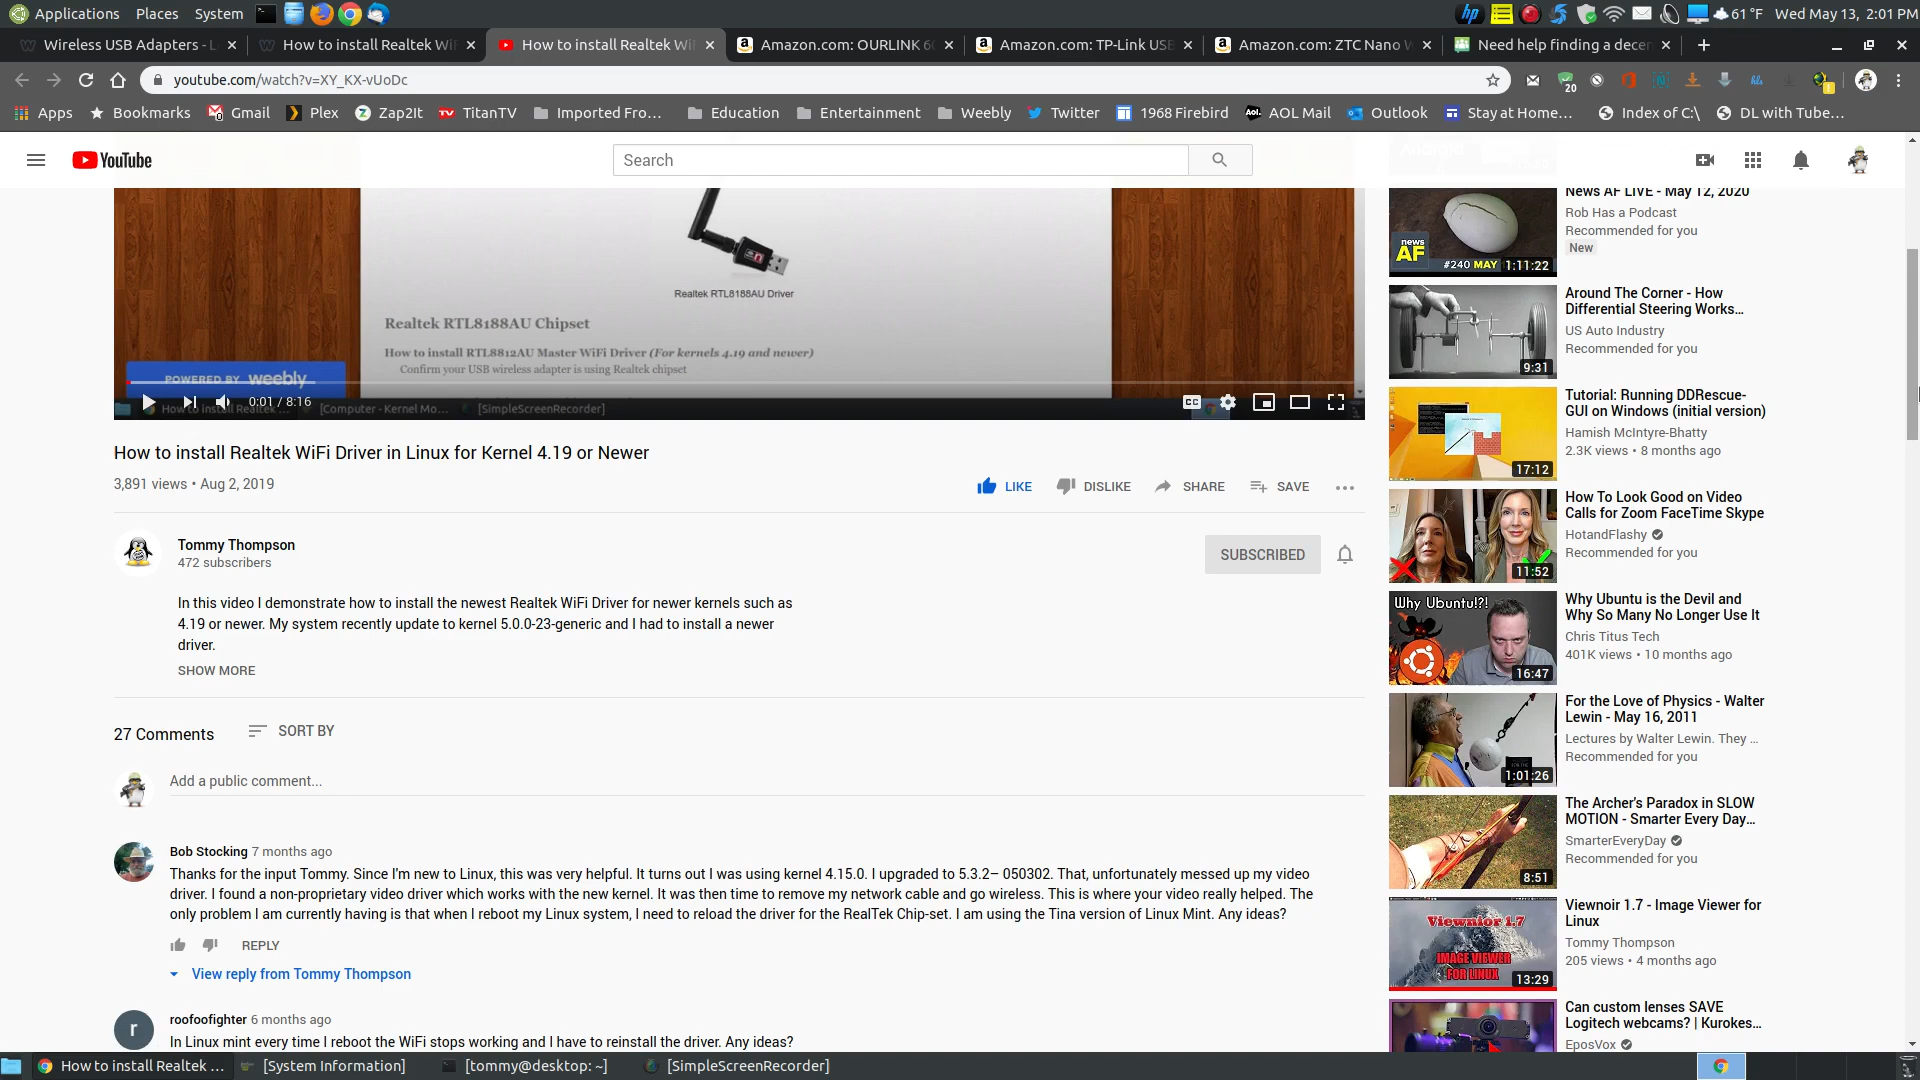 Applications Places System 61 °F Wed May 13, 2:01 PM
Wireless USB Adapters - L How to install Realtek WiF How to install Realtek WiF Amazon.com: OURLINK 60 Amazon.com: TP-Link USB Amazon.com: ZTC Nano W Need help finding a decen
youtube.com/watch?v=XY_KX-vUoDc
20
Apps Bookmarks Gmail Plex Zap2It TitanTV Imported Fro... Education Entertainment Weebly Twitter 1968 Firebird AOL Mail Outlook Stay at Home... Index of C:\ DL with Tube...
YouTube
Search
Realtek RTL8188AU Driver
Realtek RTL8188AU Chipset
How to install RTL8812AU Master WiFi Driver (For kernels 4.19 and newer)
Confirm your USB wireless adapter is using Realtek chipset
POWERED BY weebly
0:01 / 8:16
CC
How to install Realtek ... [Computer - Kernel Mo... [SimpleScreenRecorder]
How to install Realtek WiFi Driver in Linux for Kernel 4.19 or Newer
3,891 views • Aug 2, 2019
LIKE DISLIKE SHARE SAVE
Tommy Thompson
472 subscribers
SUBSCRIBED
In this video I demonstrate how to install the newest Realtek WiFi Driver for newer kernels such as
4.19 or newer. My system recently update to kernel 5.0.0-23-generic and I had to install a newer
driver.
SHOW MORE
27 Comments SORT BY
Add a public comment...
Bob Stocking 7 months ago
Thanks for the input Tommy. Since I'm new to Linux, this was very helpful. It turns out I was using kernel 4.15.0. I upgraded to 5.3.2– 050302. That, unfortunately messed up my video
driver. I found a non-proprietary video driver which works with the new kernel. It was then time to remove my network cable and go wireless. This is where your video really helped. The
only problem I am currently having is that when I reboot my Linux system, I need to reload the driver for the RealTek Chip-set. I am using the Tina version of Linux Mint. Any ideas?
REPLY
View reply from Tommy Thompson
r
roofoofighter 6 months ago
In Linux mint every time I reboot the WiFi stops working and I have to reinstall the driver. Any ideas?
News AF LIVE - May 12, 2020
Rob Has a Podcast
Recommended for you
New
news
AF
#240 MAY 1:11:22
Around The Corner - How
Differential Steering Works...
US Auto Industry
Recommended for you
9:31
Tutorial: Running DDRescue-
GUI on Windows (initial version)
Hamish McIntyre-Bhatty
2.3K views • 8 months ago
17:12
How To Look Good on Video
Calls for Zoom FaceTime Skype
HotandFlashy
Recommended for you
11:52
Why Ubuntu!?!
Why Ubuntu is the Devil and
Why So Many No Longer Use It
Chris Titus Tech
401K views • 10 months ago
16:47
For the Love of Physics - Walter
Lewin - May 16, 2011
Lectures by Walter Lewin. They ...
Recommended for you
1:01:26
The Archer's Paradox in SLOW
MOTION - Smarter Every Day...
SmarterEveryDay
Recommended for you
8:51
Viewnior 1.7
IMAGE VIEWER
FOR LINUX
Viewnoir 1.7 - Image Viewer for
Linux
Tommy Thompson
205 views • 4 months ago
13:29
Can custom lenses SAVE
Logitech webcams? | Kurokes...
EposVox
How to install Realtek ... [System Information] [tommy@desktop: ~] [SimpleScreenRecorder]